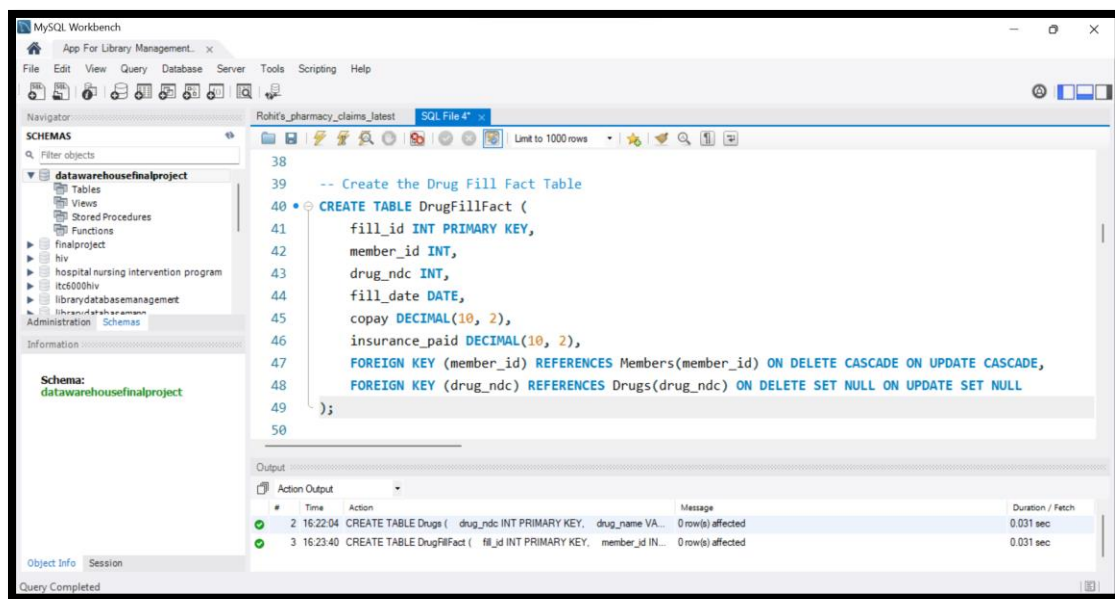 MySQL Workbench
App For Library Management..
File Edit View Query Database Server Tools Scripting Help
Navigator
Rohit's_pharmacy_claims_latest SQL File 4*
SCHEMAS
Limit to 1000 rows
Filter objects
datawarehousefinalproject
Tables
Views
Stored Procedures
Functions
finalproject
hiv
hospital nursing intervention program
itc6000hiv
librarydatabasemanagement
Administration Schemas
Information
Schema:
datawarehousefinalproject
38
39 -- Create the Drug Fill Fact Table
40 CREATE TABLE DrugFillFact (
41 fill_id INT PRIMARY KEY,
42 member_id INT,
43 drug_ndc INT,
44 fill_date DATE,
45 copay DECIMAL(10, 2),
46 insurance_paid DECIMAL(10, 2),
47 FOREIGN KEY (member_id) REFERENCES Members(member_id) ON DELETE CASCADE ON UPDATE CASCADE,
48 FOREIGN KEY (drug_ndc) REFERENCES Drugs(drug_ndc) ON DELETE SET NULL ON UPDATE SET NULL
49 );
50
Output
Action Output
# Time Action Message Duration / Fetch
2 16:22:04 CREATE TABLE Drugs ( drug_ndc INT PRIMARY KEY, drug_name VA... 0 row(s) affected 0.031 sec
3 16:23:40 CREATE TABLE DrugFillFact ( fill_id INT PRIMARY KEY, member_id IN... 0 row(s) affected 0.031 sec
Object Info Session
Query Completed